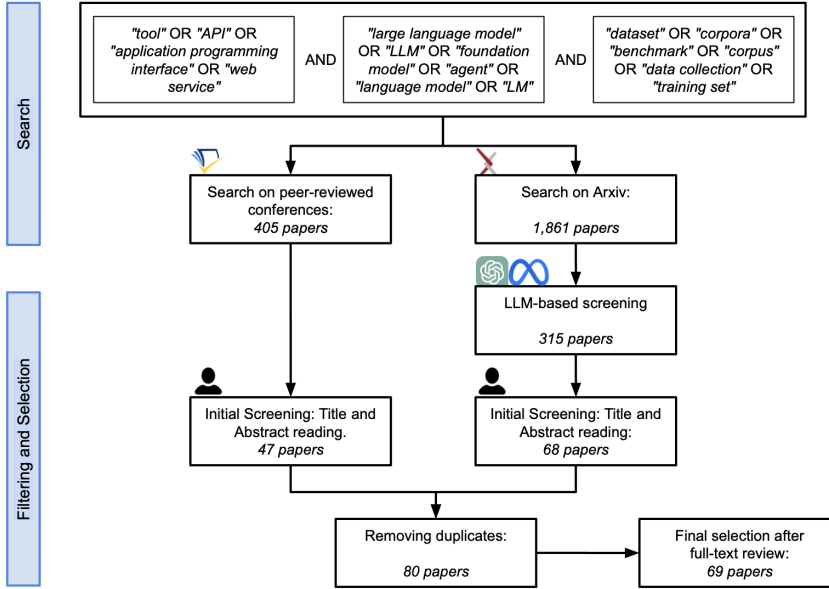 Search
"tool" OR "API" OR
"application programming
interface" OR "web
service"
AND
"large language model"
OR "LLM" OR "foundation
model" OR "agent" OR
"language model" OR "LM"
AND
"dataset" OR "corpora" OR
"benchmark" OR "corpus"
OR "data collection" OR
"training set"
Search on peer-reviewed
conferences:
405 papers
Search on Arxiv:
1,861 papers
Filtering and Selection
LLM-based screening
315 papers
Initial Screening: Title and
Abstract reading.
47 papers
Initial Screening: Title and
Abstract reading:
68 papers
Removing duplicates:
80 papers
Final selection after
full-text review:
69 papers